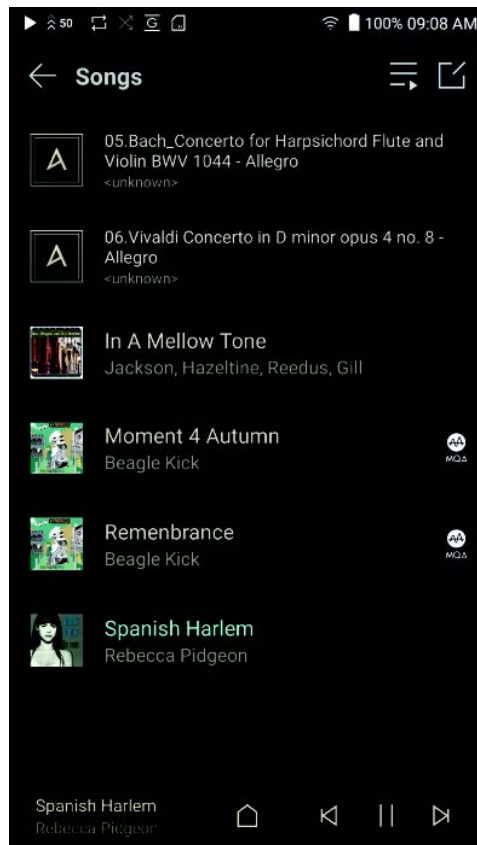 50 G 100% 09:08 AM
Songs
05.Bach_Concerto for Harpsichord Flute and
Violin BWV 1044 - Allegro
<unknown>
06.Vivaldi Concerto in D minor opus 4 no. 8 -
Allegro
<unknown>
In A Mellow Tone
Jackson, Hazeltine, Reedus, Gill
Moment 4 Autumn
Beagle Kick
MQA
Remenbrance
Beagle Kick
MQA
Spanish Harlem
Rebecca Pidgeon
Spanish Harlem
Rebecca Pidgeon